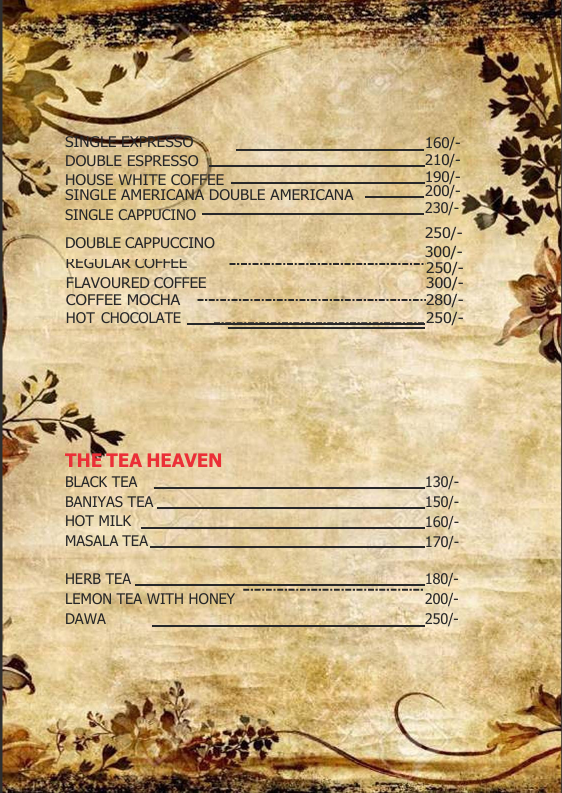 SINGLE EXPRESSO 160/-
DOUBLE ESPRESSO 210/-
HOUSE WHITE COFFEE 190/-
SINGLE AMERICANA DOUBLE AMERICANA 200/-
SINGLE CAPPUCINO 230/-
250/-
DOUBLE CAPPUCCINO
300/-
REGULAR COFFEE 250/-
FLAVOURED COFFEE 300/-
COFFEE MOCHA 280/-
HOT CHOCOLATE 250/-
THE TEA HEAVEN
BLACK TEA 130/-
BANIYAS TEA 150/-
HOT MILK 160/-
MASALA TEA 170/-
HERB TEA 180/-
LEMON TEA WITH HONEY 200/-
DAWA 250/-